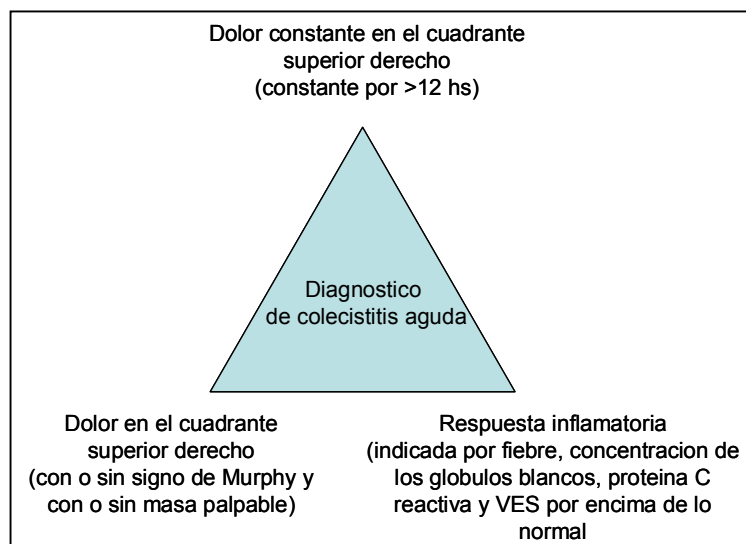 Dolor constante en el cuadrante
superior derecho
(constante por >12 hs)
Diagnostico
de colecistitis aguda
Dolor en el cuadrante
superior derecho
(con o sin signo de Murphy y
con o sin masa palpable)
Respuesta inflamatoria
(indicada por fiebre, concentracion de
los globulos blancos, proteina C
reactiva y VES por encima de lo
normal